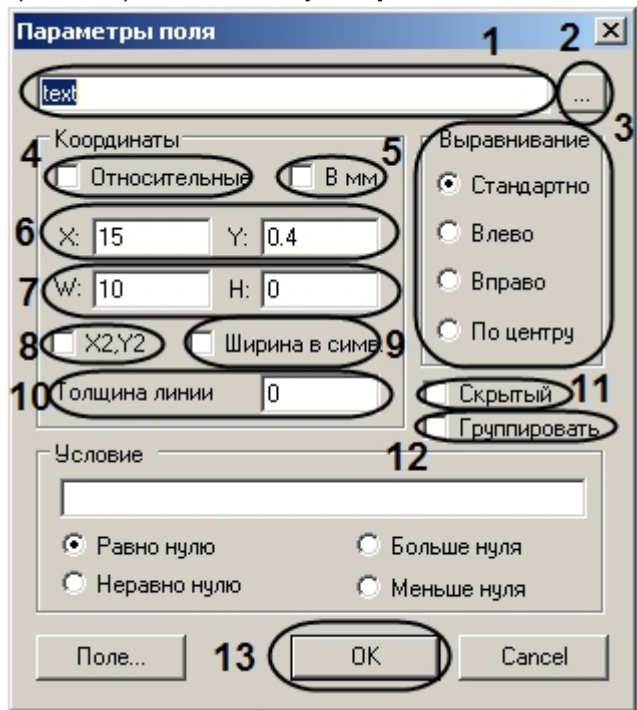 Параметры поля 1 2
text ... 3
4 Координаты 5 Выравнивание
Относительные В мм Стандартно
6 X: 15 Y: 0.4 Влево
7 W: 10 H: 0 Вправо
8 X2,Y2 Ширина в симв 9 По центру
10 Толщина линии 0 Скрытый 11
Группировать
Условие 12
Равно нулю Больше нуля
Неравно нулю Меньше нуля
Поле... 13 OK Cancel